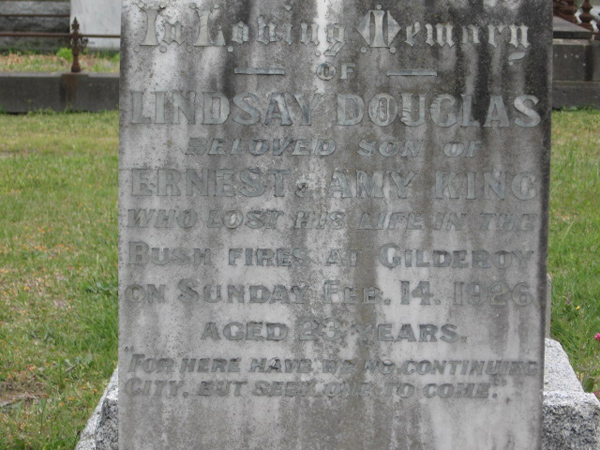 In Loving Memory
OF
LINDSAY DOUGLAS
BELOVED SON OF
ERNEST & AMY KING
WHO LOST HIS LIFE IN THE
BUSH FIRES AT GILDEROY
ON SUNDAY FEB. 14. 1926
AGED 23 YEARS.
"FOR HERE HAVE WE NO CONTINUING
CITY, BUT SEEK ONE TO COME."